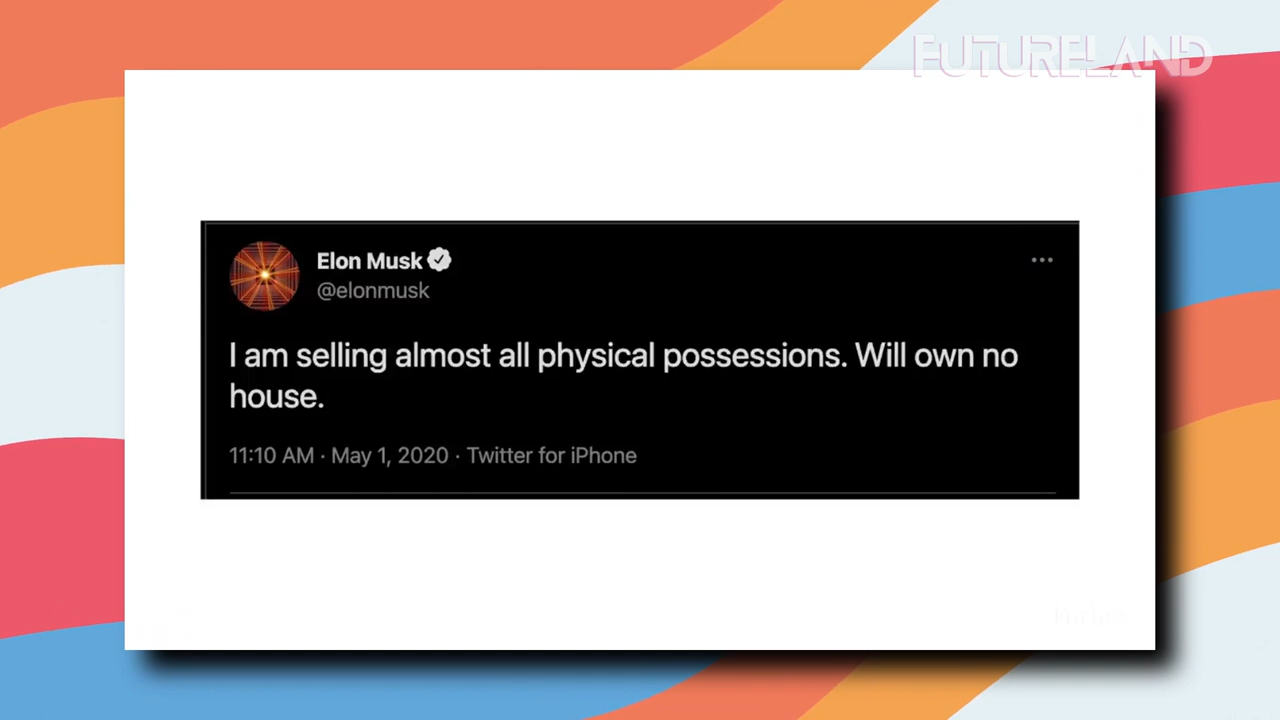 FUTURELAND
Elon Musk
@elonmusk
I am selling almost all physical possessions. Will own no
house.
11:10 AM · May 1, 2020 · Twitter for iPhone